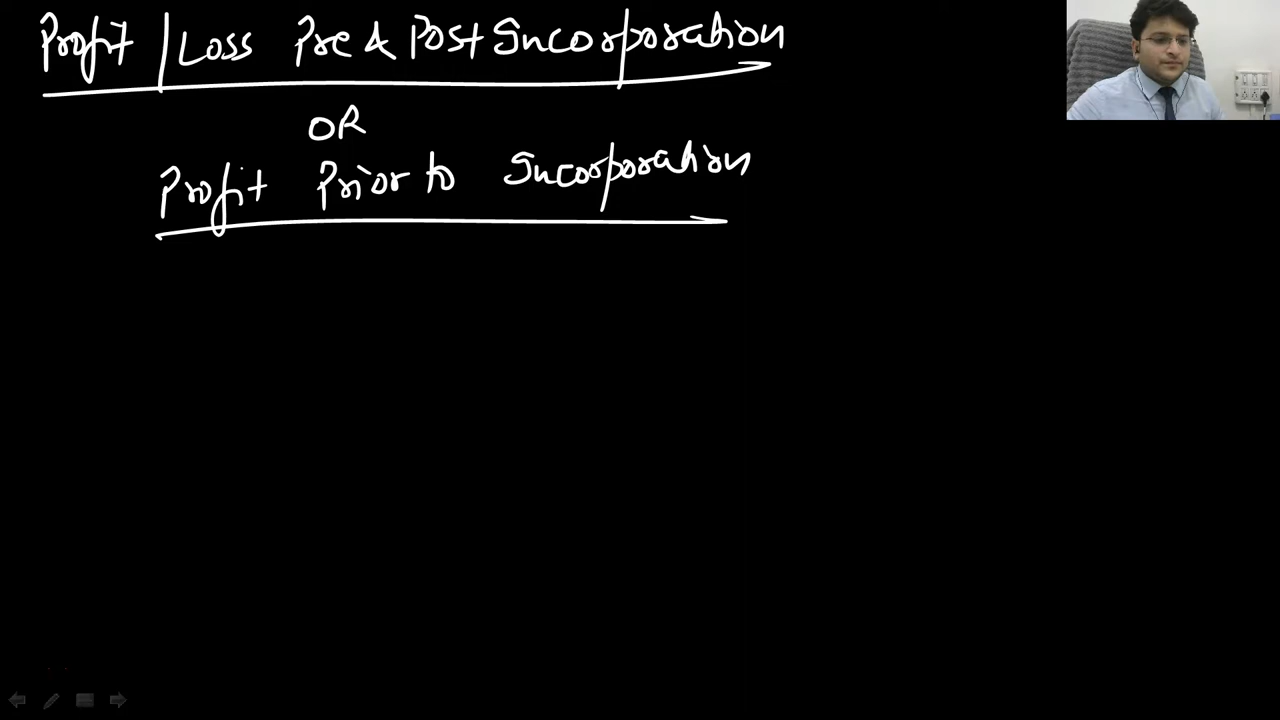 Profit / Loss Pre & Post Incorporation
OR
Profit Prior to Incorporation